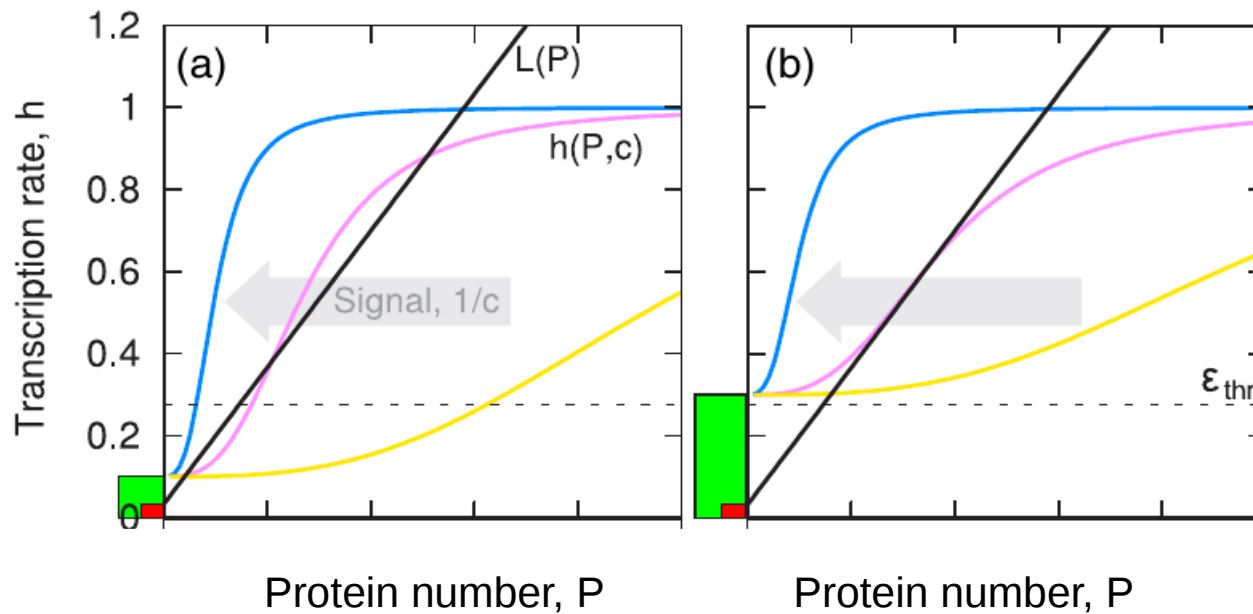 1.2
(a)
L(P)
(b)
1
h(P,c)
0.8
Transcription rate, h
0.6
Signal, 1/c
0.4
ε thr
0.2
0
Protein number, P
Protein number, P